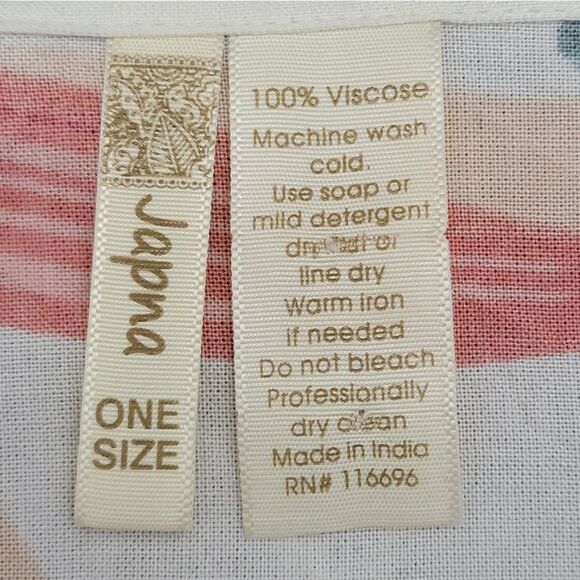 Japna
ONE
SIZE
100% Viscose
Machine wash
cold.
Use soap or
mild detergent
or
line dry
Warm iron
if needed
Do not bleach
Professionally
dry clean
Made in India
RN# 116696